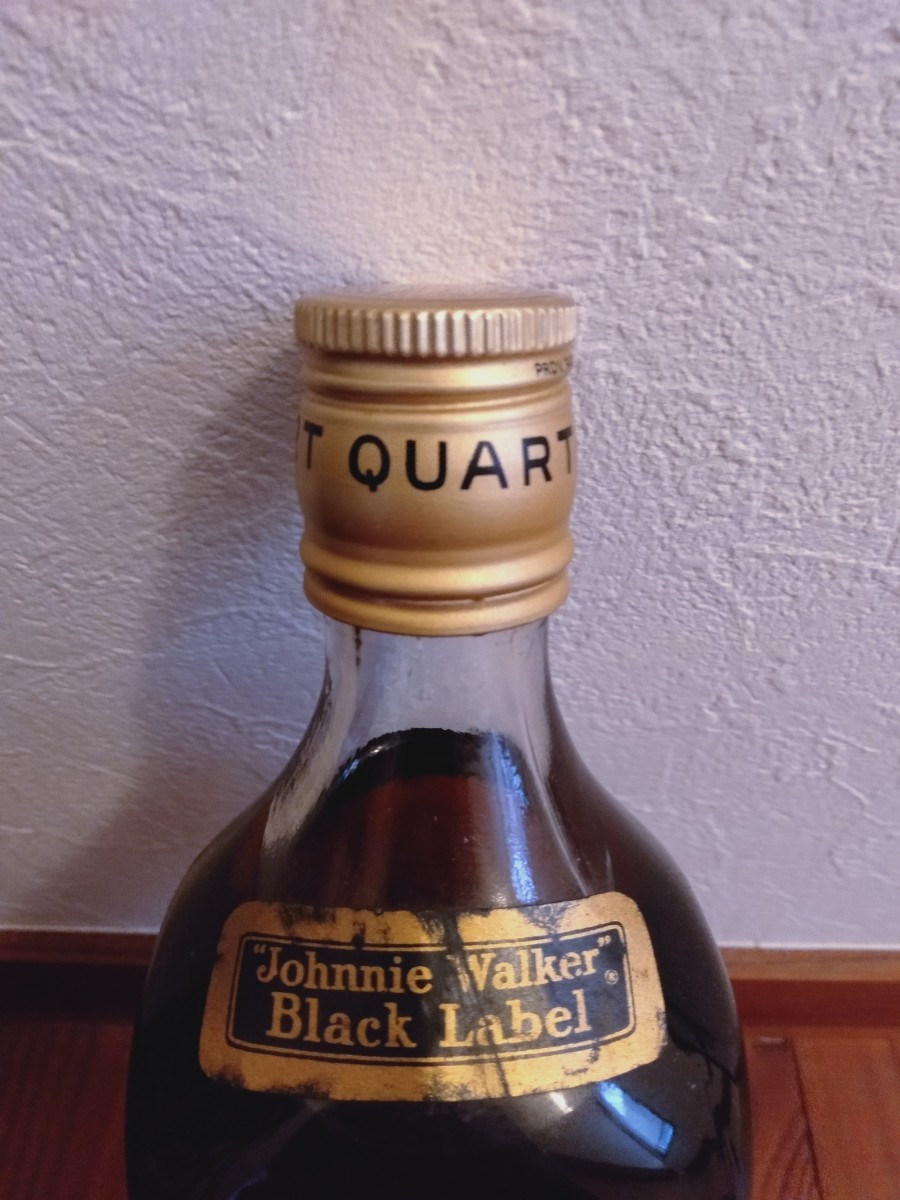 QUART
"Johnnie Walker"®
Black Label